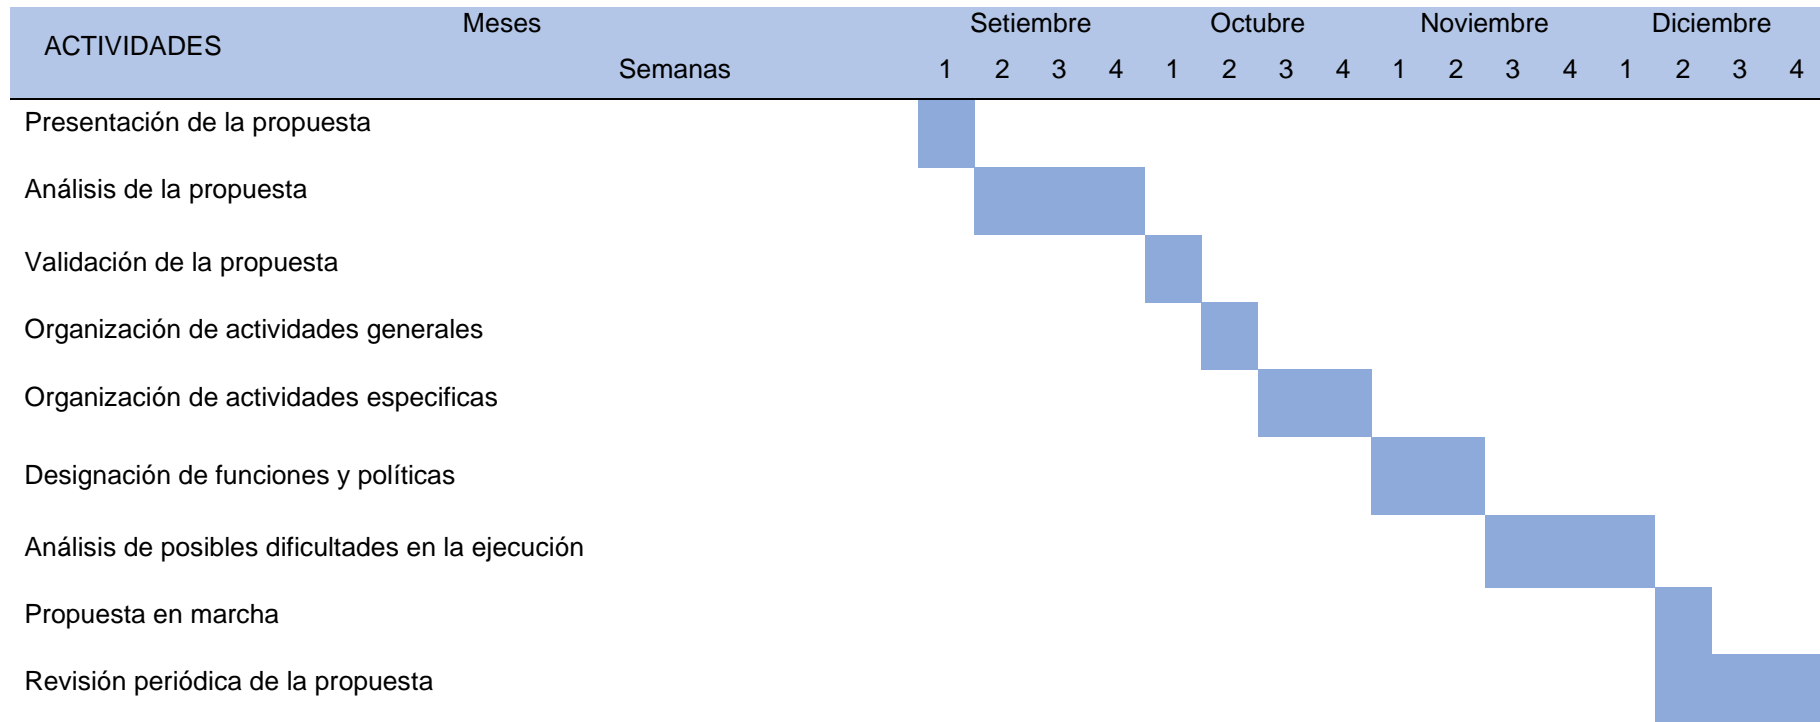 Meses Setiembre Octubre Noviembre Diciembre
ACTIVIDADES
Semanas 1 2 3 4 1 2 3 4 1 2 3 4 1 2 3 4
Presentación de la propuesta
Análisis de la propuesta
Validación de la propuesta
Organización de actividades generales
Organización de actividades especificas
Designación de funciones y políticas
Análisis de posibles dificultades en la ejecución
Propuesta en marcha
Revisión periódica de la propuesta